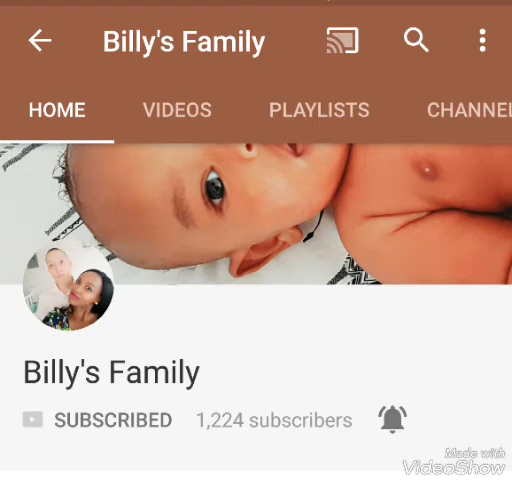 Billy's Family
HOME VIDEOS PLAYLISTS CHANNEL
Billy's Family
SUBSCRIBED 1,224 subscribers
Made with
VideoShow